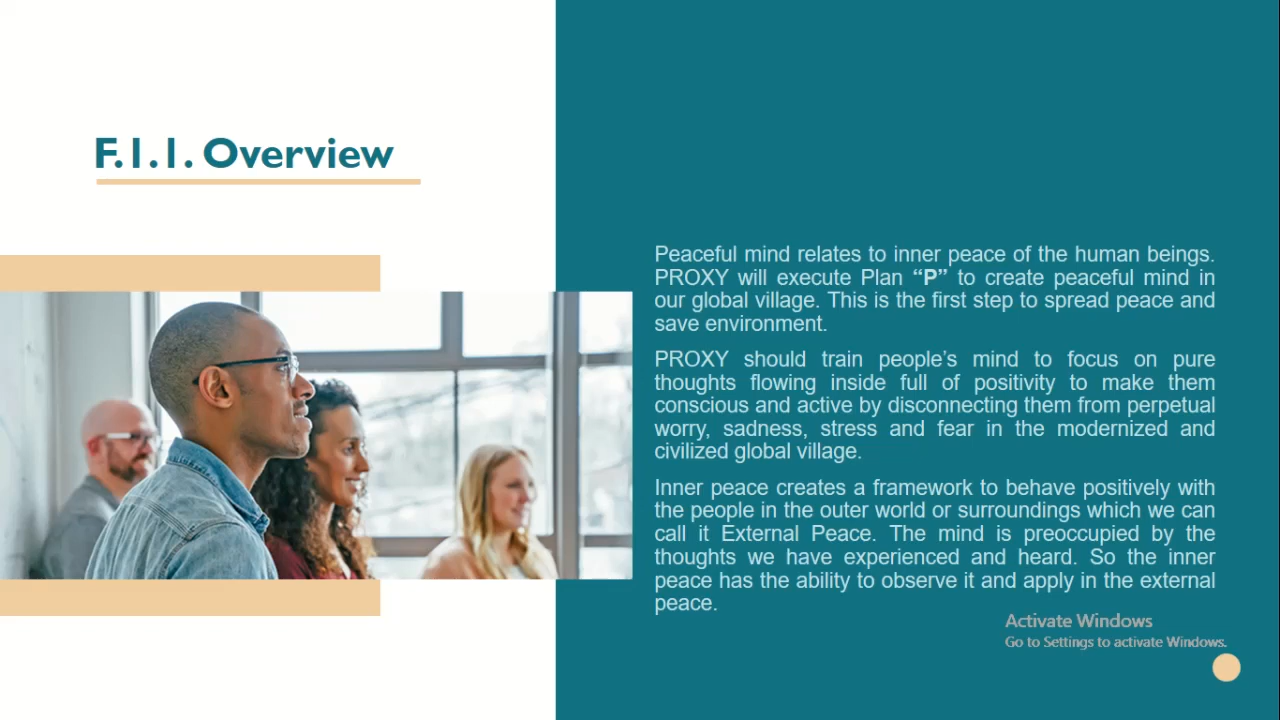 F.1.1. Overview
Peaceful mind relates to inner peace of the human beings.
PROXY will execute Plan “P” to create peaceful mind in
our global village. This is the first step to spread peace and
save environment.
PROXY should train people’s mind to focus on pure
thoughts flowing inside full of positivity to make them
conscious and active by disconnecting them from perpetual
worry, sadness, stress and fear in the modernized and
civilized global village.
Inner peace creates a framework to behave positively with
the people in the outer world or surroundings which we can
call it External Peace. The mind is preoccupied by the
thoughts we have experienced and heard. So the inner
peace has the ability to observe it and apply in the external
peace.
Activate Windows
Go to Settings to activate Windows.